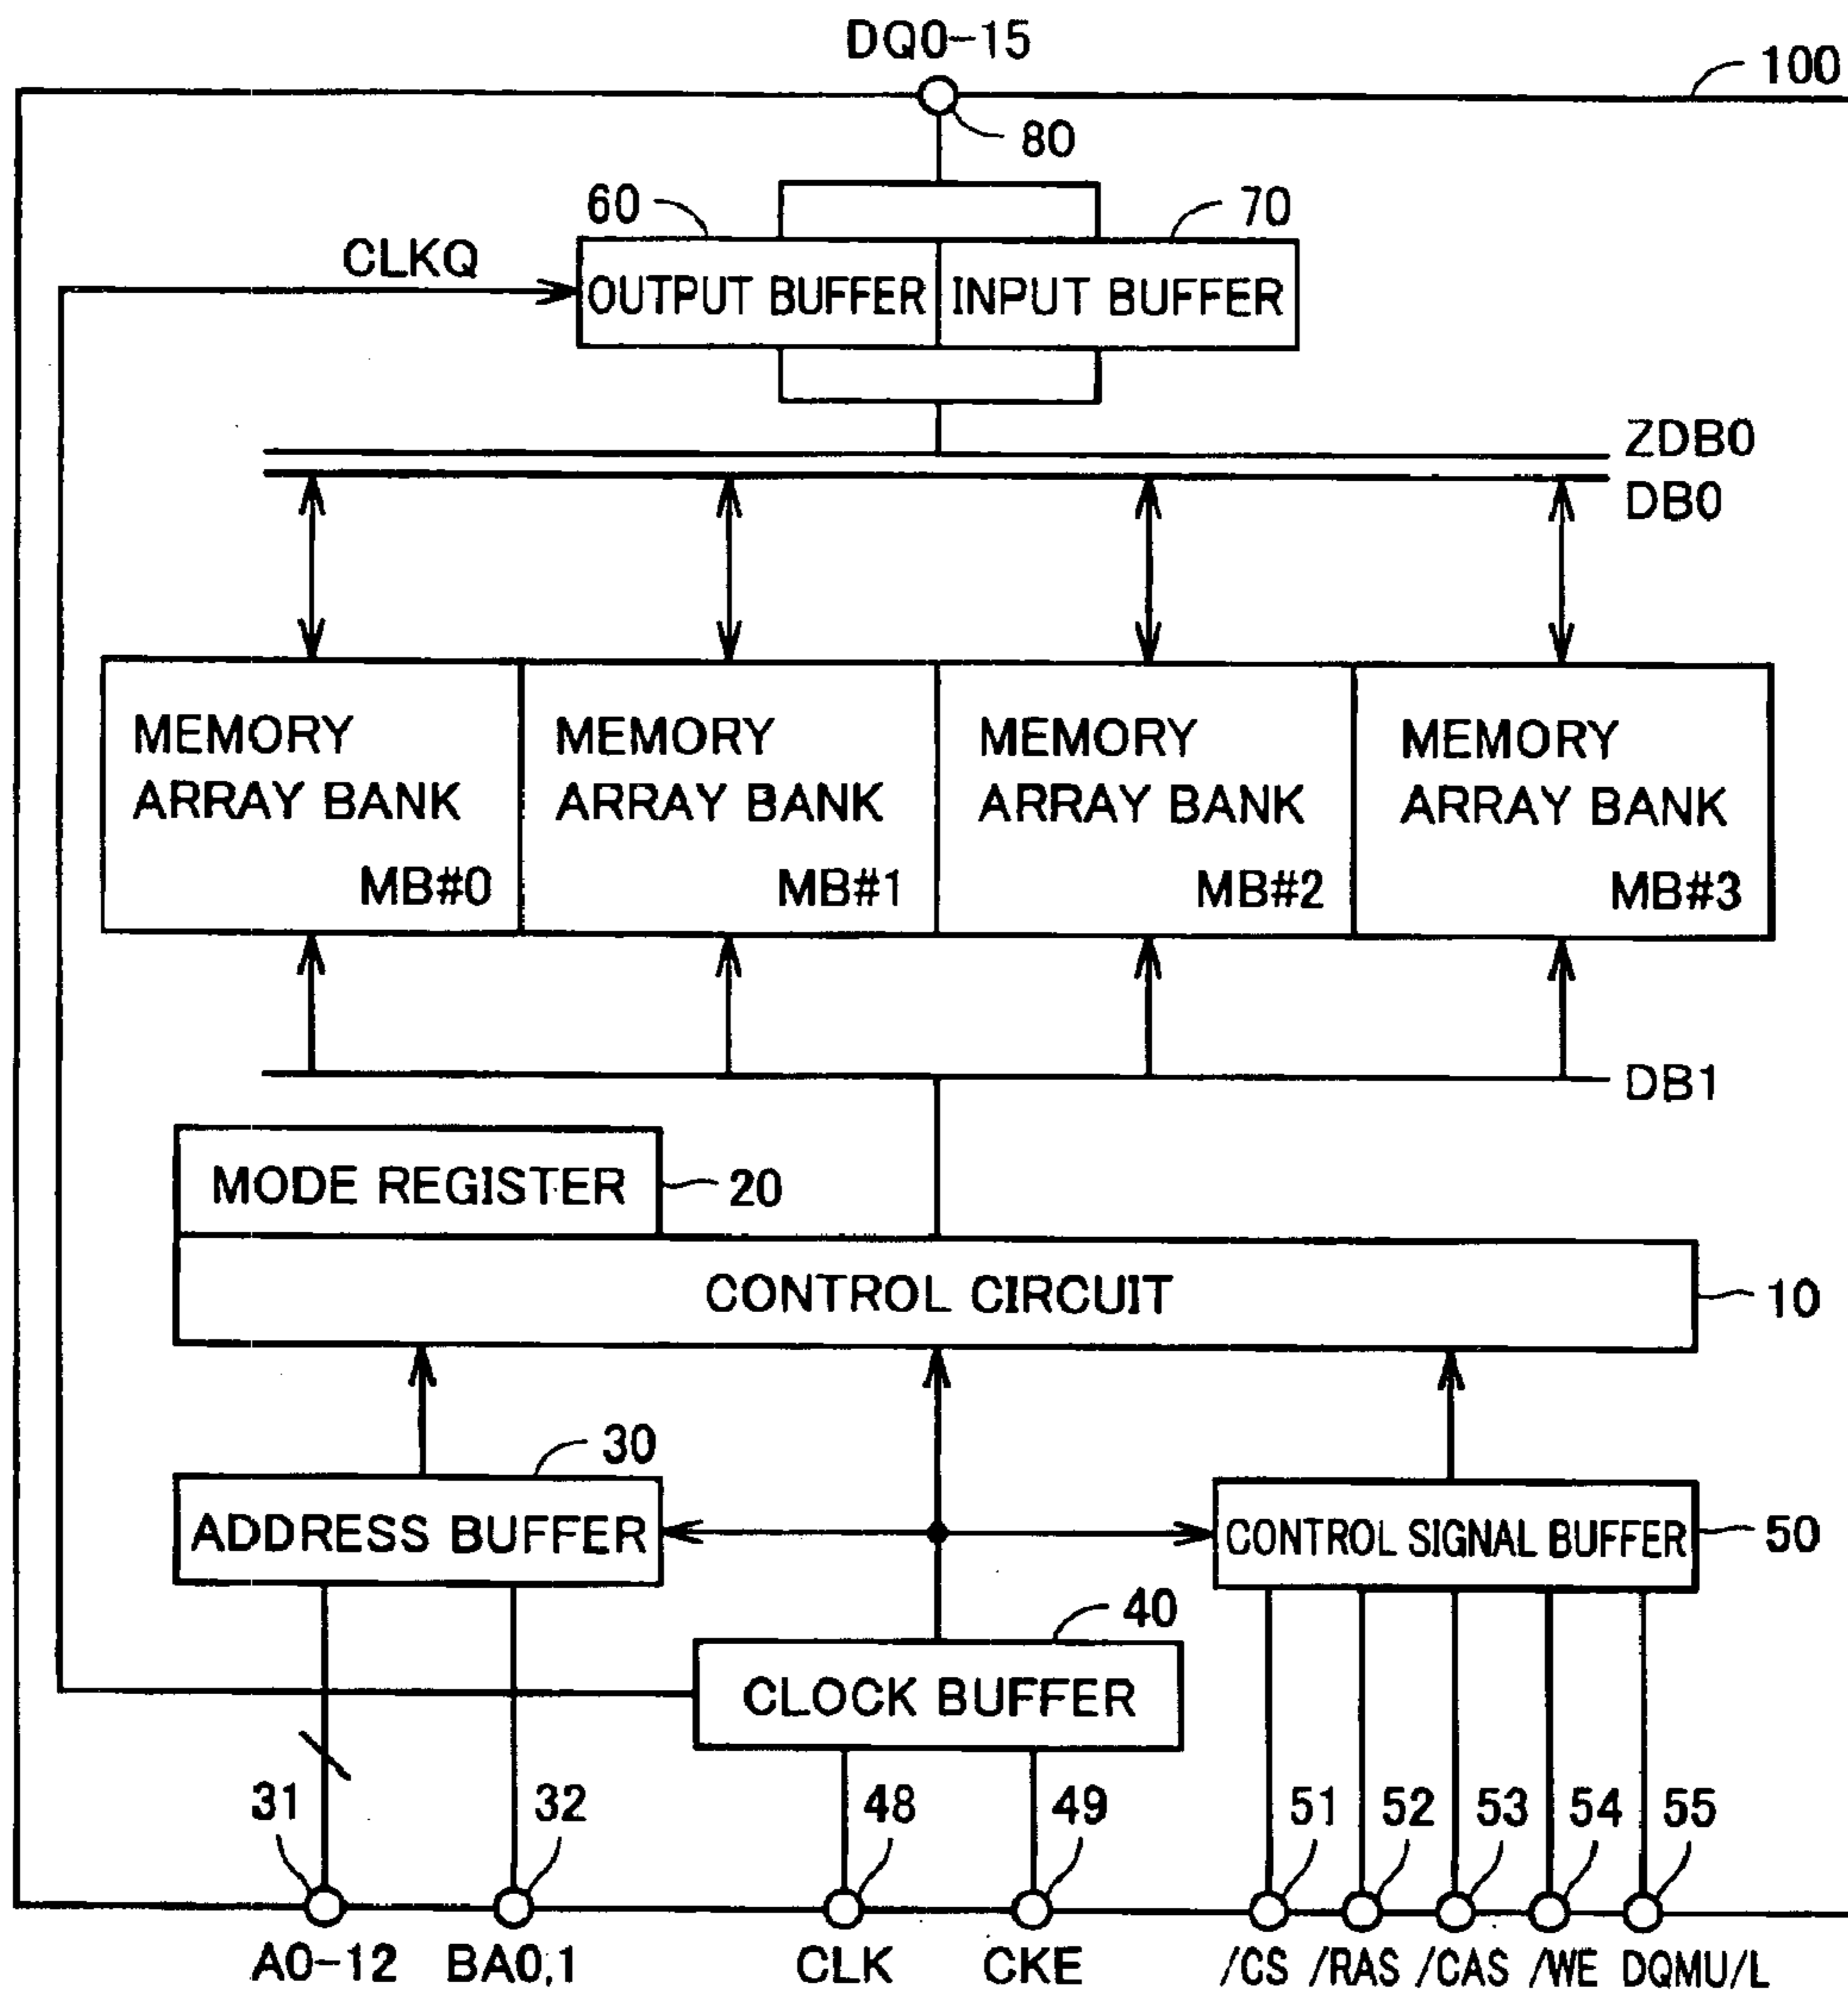 DQ0-15
100
80
60
70
CLKQ
OUTPUT BUFFER
INPUT BUFFER
ZDB0
DB0
MEMORY
ARRAY BANK
MB#0
MEMORY
ARRAY BANK
MB#1
MEMORY
ARRAY BANK
MB#2
MEMORY
ARRAY BANK
MB#3
DB1
MODE REGISTER
20
CONTROL CIRCUIT
10
30
ADDRESS BUFFER
CONTROL SIGNAL BUFFER
50
40
CLOCK BUFFER
31
32
48
49
51
52
53
54
55
A0-12
BA0,1
CLK
CKE
/CS
/RAS
/CAS
/WE
DQMU/L